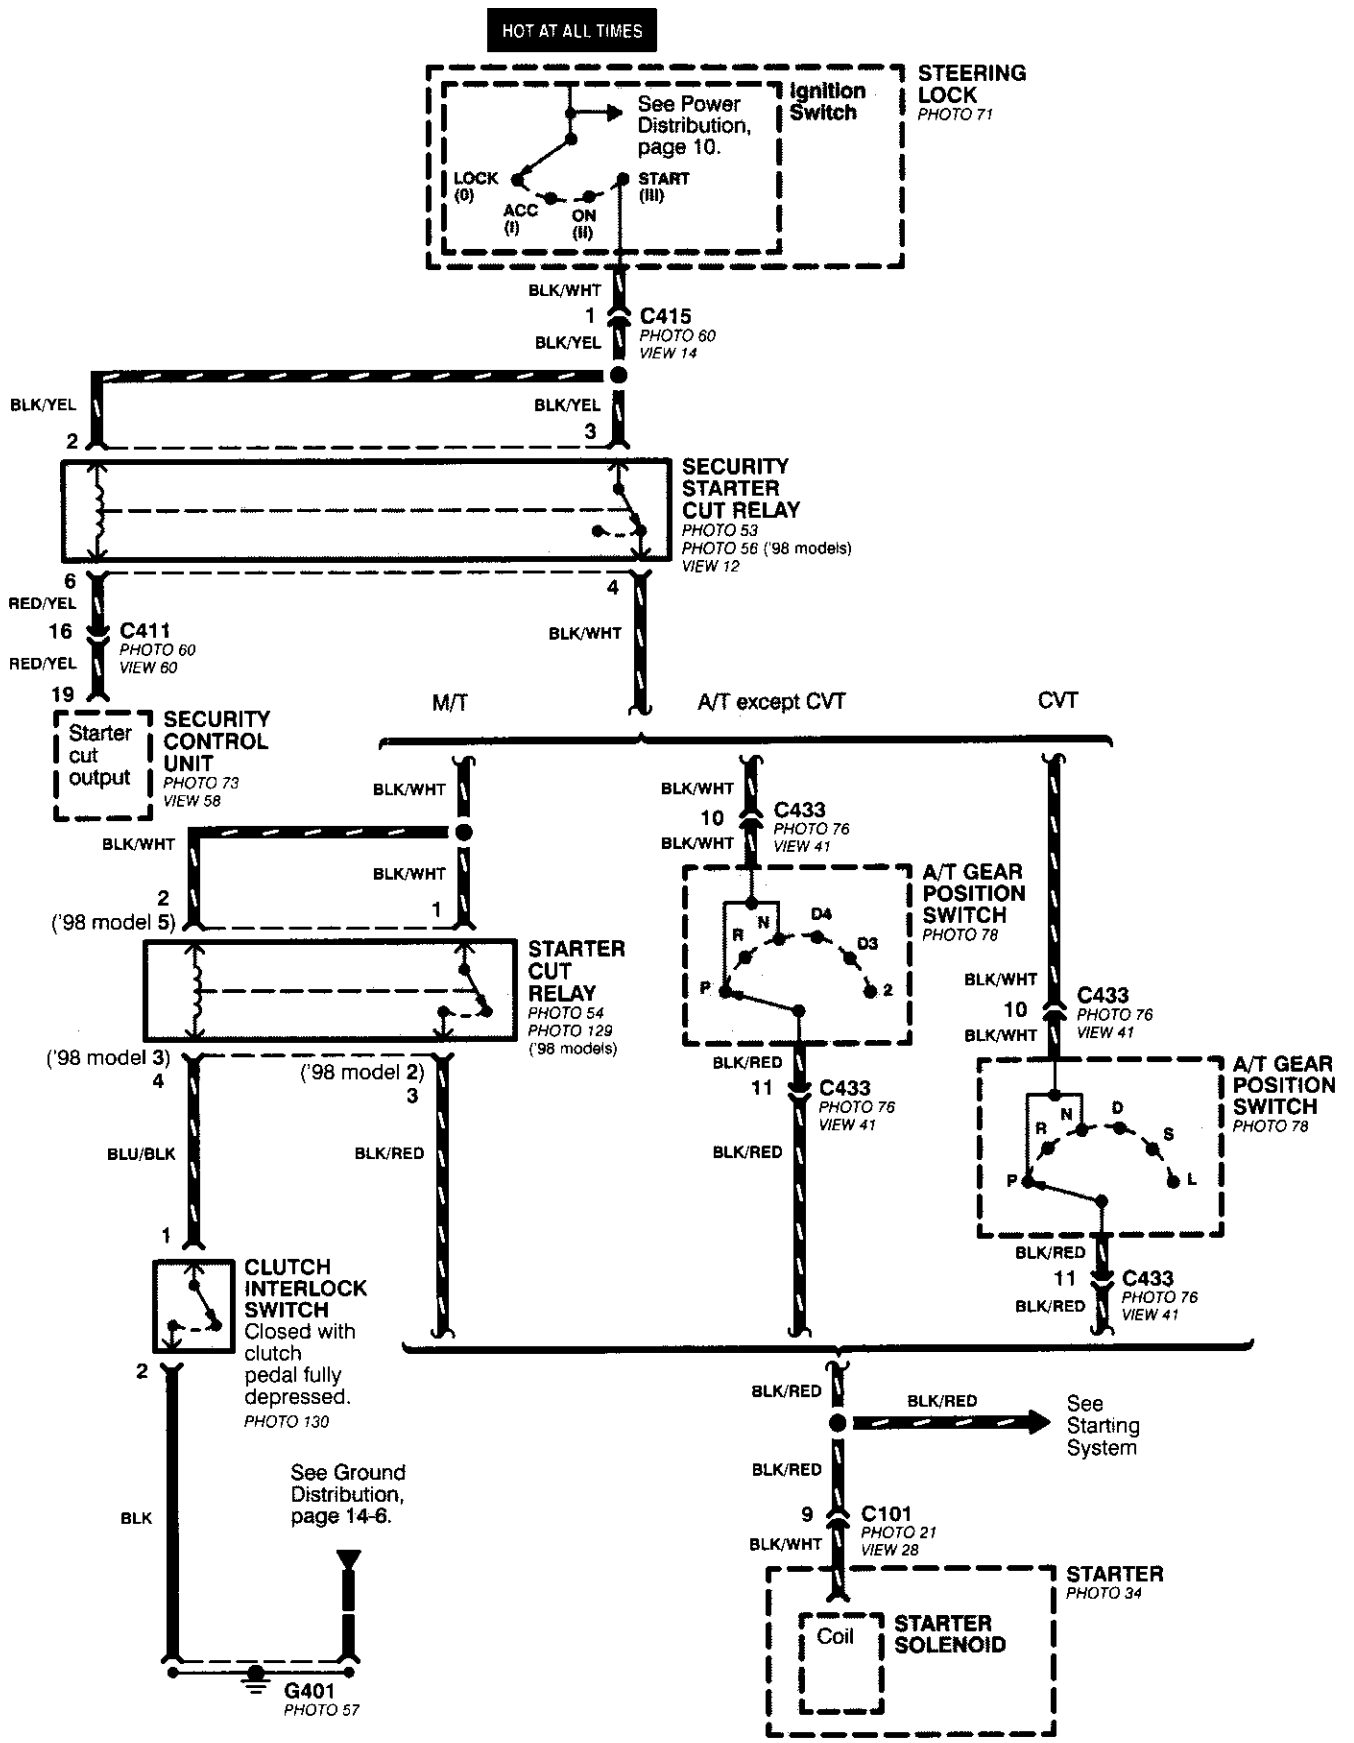 HOT AT ALL TIMES
STEERING
LOCK
PHOTO 71
Ignition
Switch
See Power
Distribution,
page 10.
LOCK
(0)
ACC
(I)
ON
(II)
START
(III)
BLK/WHT
1
C415
PHOTO 60
VIEW 14
BLK/YEL
BLK/YEL
BLK/YEL
2
3
SECURITY
STARTER
CUT RELAY
PHOTO 53
PHOTO 56 ('98 models)
VIEW 12
6
4
RED/YEL
16
C411
PHOTO 60
VIEW 60
BLK/WHT
RED/YEL
19
Starter
cut
output
SECURITY
CONTROL
UNIT
PHOTO 73
VIEW 58
M/T
A/T except CVT
CVT
BLK/WHT
BLK/WHT
10
C433
PHOTO 76
VIEW 41
BLK/WHT
BLK/WHT
BLK/WHT
2
('98 model 5)
1
A/T GEAR
POSITION
SWITCH
PHOTO 78
P
R
N
D4
D3
2
STARTER
CUT
RELAY
PHOTO 54
PHOTO 129
('98 models)
BLK/WHT
10
C433
PHOTO 76
VIEW 41
BLK/WHT
('98 model 3)
4
('98 model 2)
3
BLK/RED
11
C433
PHOTO 76
VIEW 41
BLK/RED
A/T GEAR
POSITION
SWITCH
PHOTO 78
P
R
N
D
S
L
BLU/BLK
BLK/RED
1
CLUTCH
INTERLOCK
SWITCH
Closed with
clutch
pedal fully
depressed.
PHOTO 130
BLK/RED
11
C433
PHOTO 76
VIEW 41
BLK/RED
2
BLK/RED
BLK/RED
See
Starting
System
BLK/RED
See Ground
Distribution,
page 14-6.
BLK
9
C101
PHOTO 21
VIEW 28
BLK/WHT
STARTER
PHOTO 34
Coil
STARTER
SOLENOID
G401
PHOTO 57